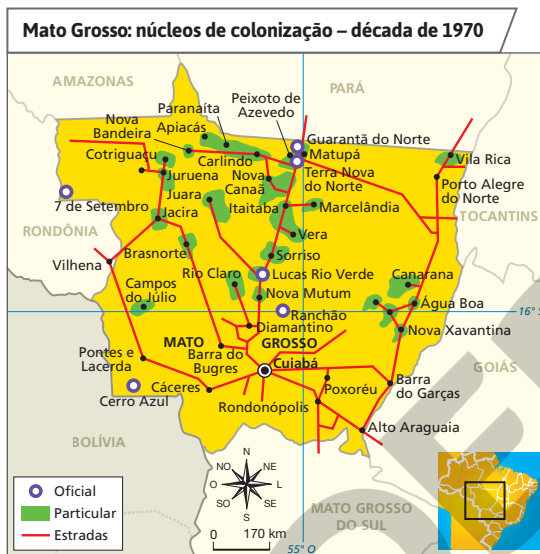 Mato Grosso: núcleos de colonização – década de 1970
AMAZONAS
PARÁ
Paranaíta
Peixoto de
Azevedo
Nova
Bandeira
Apiacás
Guarantã do Norte
Cotriguaçu
Carlindo
Matupá
Vila Rica
Juruena
Nova
Canaã
Terra Nova
do Norte
Porto Alegre
do Norte
Juara
7 de Setembro
Itaitaba
Marcelândia
TOCANTINS
Jacira
RONDÔNIA
Vera
Brasnorte
Sorriso
Vilhena
Rio Claro
Lucas Rio Verde
Canarana
Campos
do Júlio
Nova Mutum
Água Boa
Ranchão
16° S
Diamantino
Nova Xavantina
MATO
GROSSO
Pontes e
Lacerda
Barra do
Bugres
Cuiabá
GOIÁS
Cáceres
Poxoréu
Barra
do Garças
Cerro Azul
Rondonópolis
Alto Araguaia
BOLÍVIA
N
NO
NE
O
L
SO
SE
S
Oficial
Particular
Estradas
0 170 km
MATO GROSSO
DO SUL
55° O